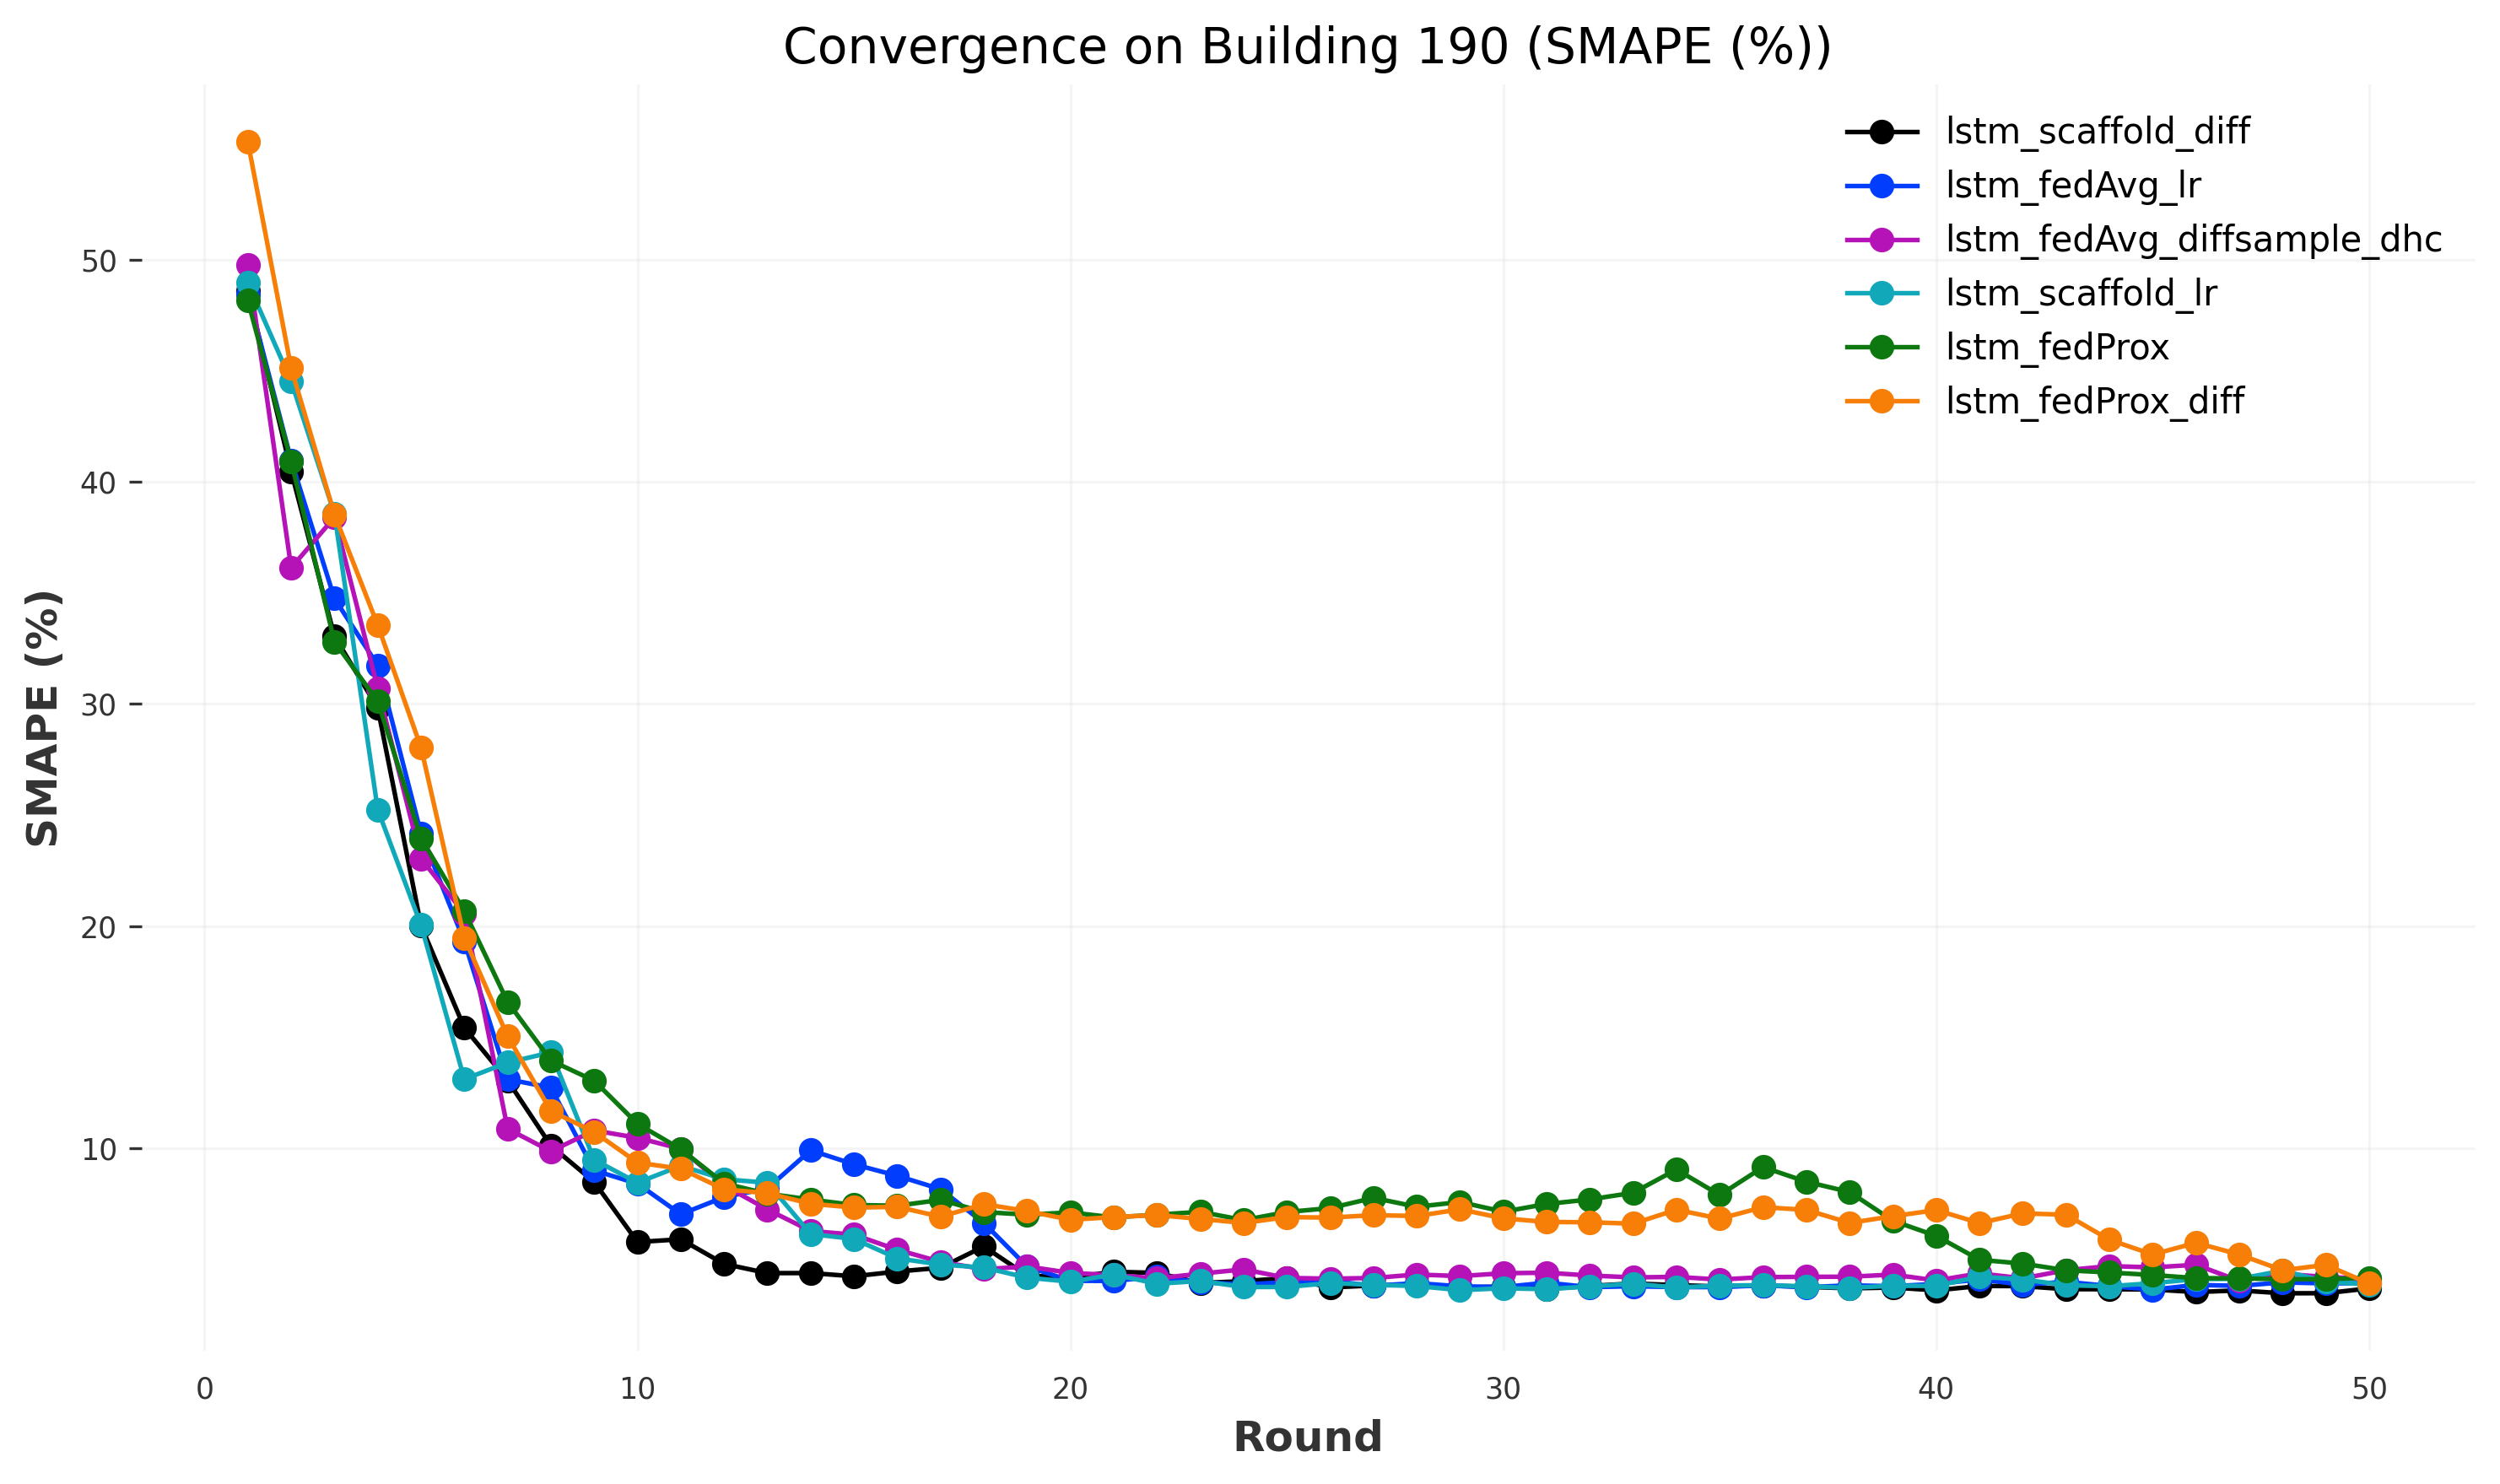 Convergence on Building 190 (SMAPE (%))
lstm_scaffold_diff
lstm_fedAvg_lr
lstm_fedAvg_diffsample_dhc
lstm_scaffold_lr
lstm_fedProx
lstm_fedProx_diff
SMAPE (%)
50
40
30
20
10
0 10 20 30 40 50
Round